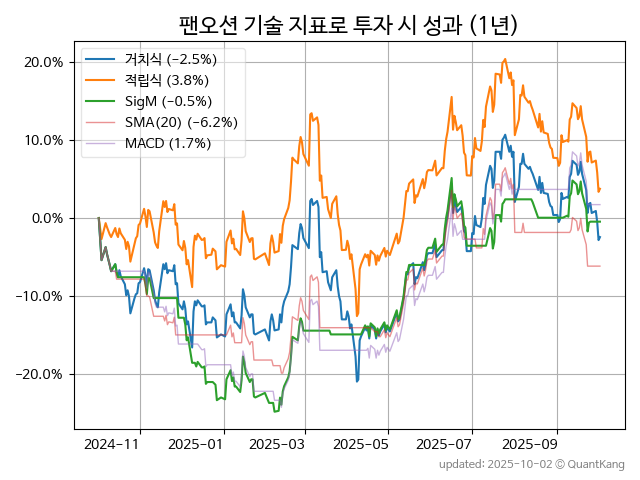 팬오션 기술 지표로 투자 시 성과 (1년)
거치식 (−2.5%)
적립식 (3.8%)
SigM (−0.5%)
SMA(20) (−6.2%)
MACD (1.7%)
20.0%
10.0%
0.0%
−10.0%
−20.0%
2024-11
2025-01
2025-03
2025-05
2025-07
2025-09
updated: 2025-10-02 ⓒ QuantKang